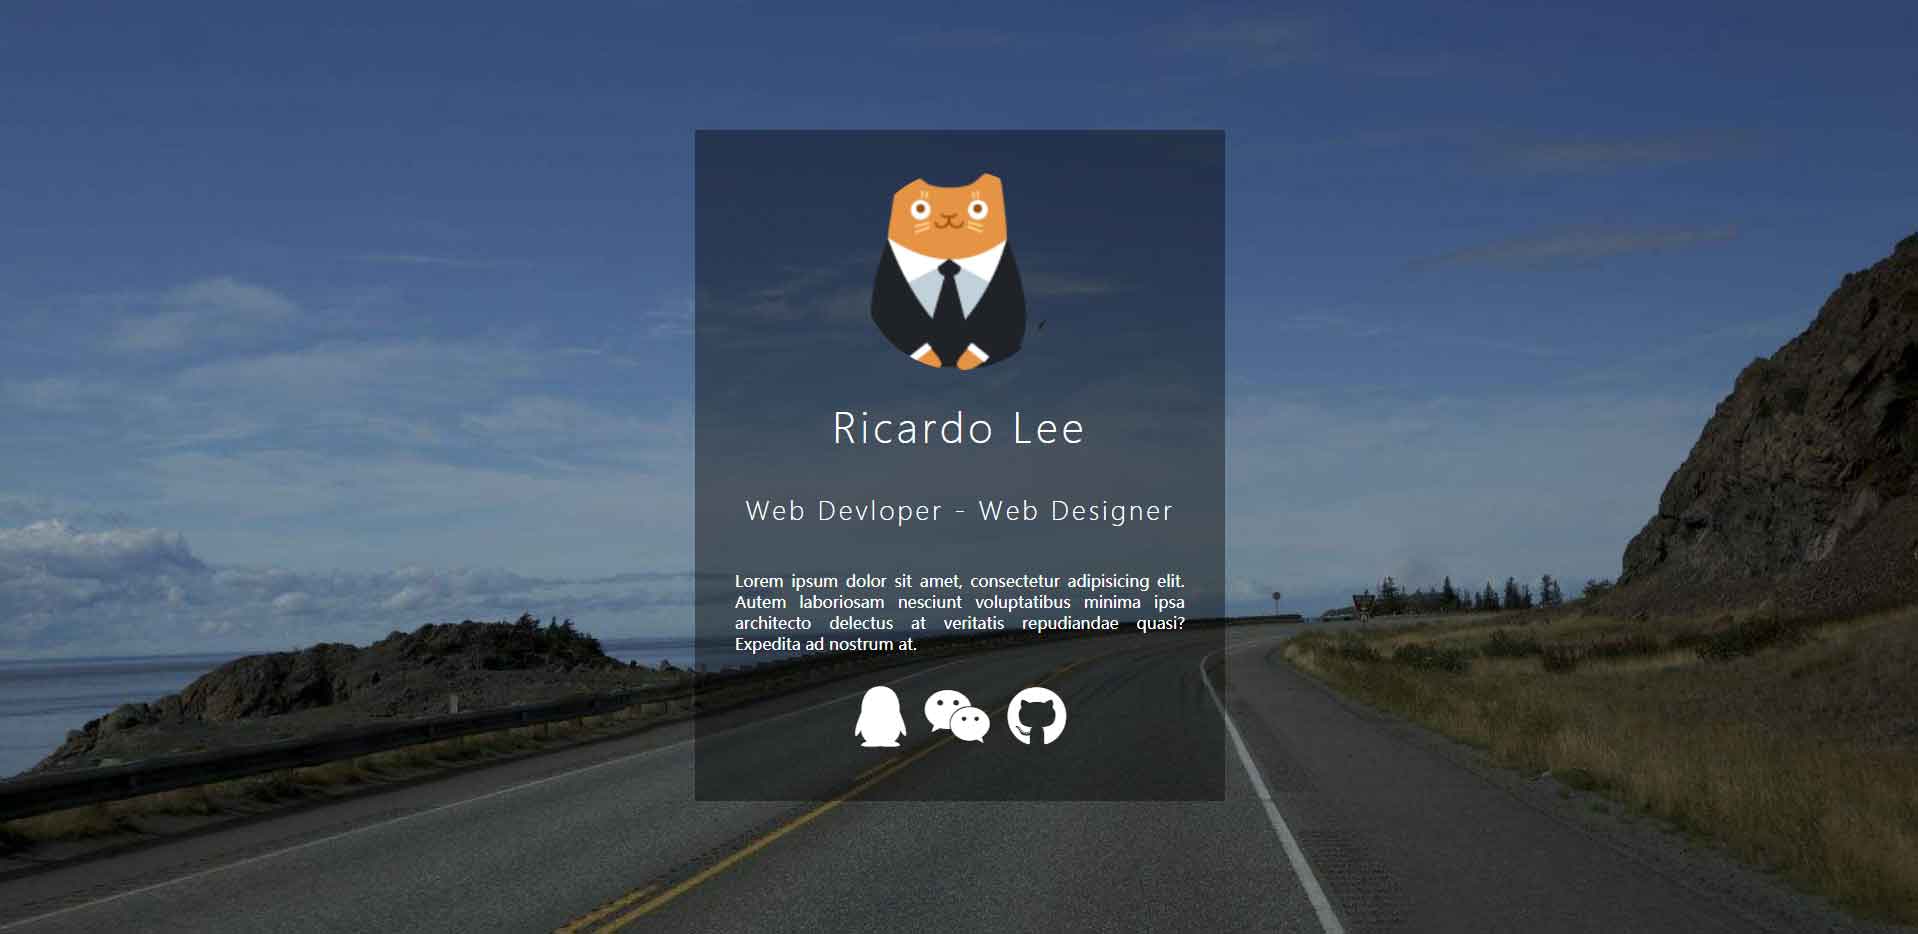 Ricardo Lee
Web Devloper - Web Designer
Lorem ipsum dolor sit amet, consectetur adipisicing elit.
Autem laboriosam nesciunt voluptatibus minima ipsa
architecto delectus at veritatis repudiandae quasi?
Expedita ad nostrum at.